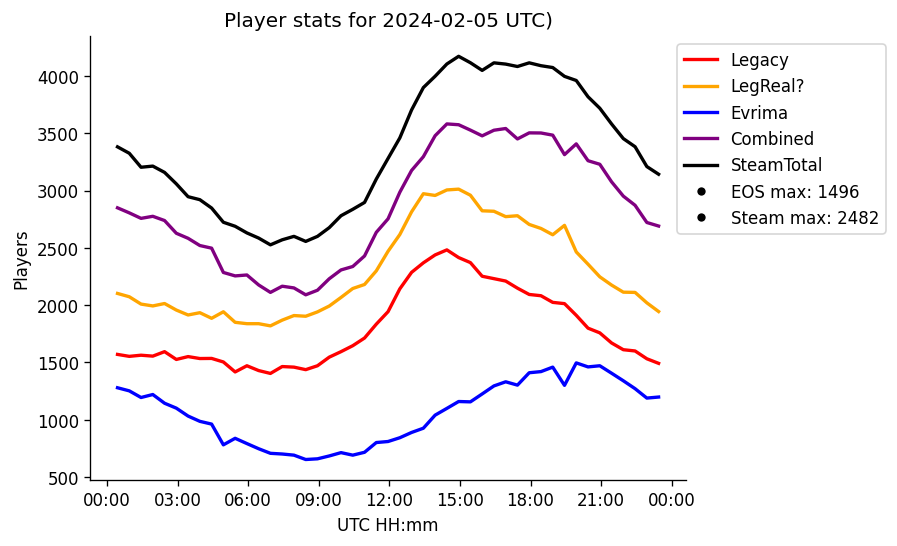 Player stats for 2024-02-05 UTC)
Players
4000
3500
3000
2500
2000
1500
1000
500
00:00 03:00 06:00 09:00 12:00 15:00 18:00 21:00 00:00
UTC HH:mm
Legacy
LegReal?
Evrima
Combined
SteamTotal
EOS max: 1496
Steam max: 2482